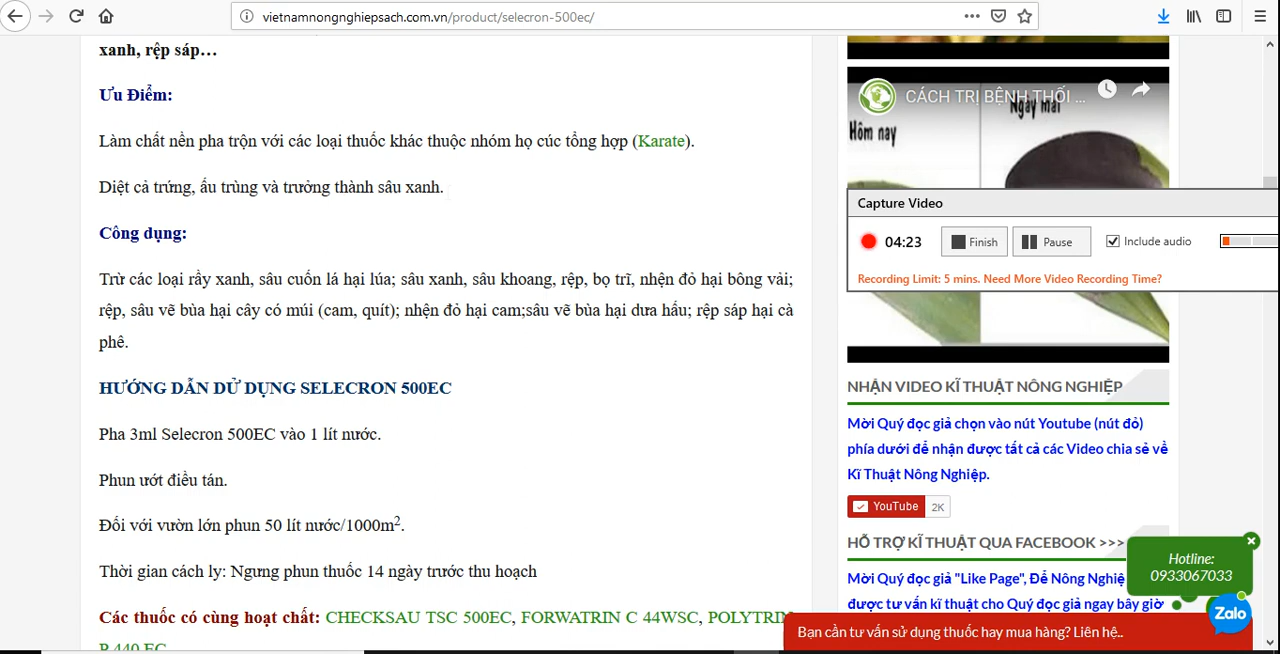 vietnamnongnghiepsach.com.vn/product/selecron-500ec/
xanh, rệp sáp…
Ưu Điểm:
Làm chất nền pha trộn với các loại thuốc khác thuộc nhóm họ cúc tổng hợp (Karate).
Diệt cả trứng, ấu trùng và trưởng thành sâu xanh.
Công dụng:
Trừ các loại rầy xanh, sâu cuốn lá hại lúa; sâu xanh, sâu khoang, rệp, bọ trĩ, nhện đỏ hại bông vải;
rệp, sâu vẽ bùa hại cây có múi (cam, quít); nhện đỏ hại cam;sâu vẽ bùa hại dưa hấu; rệp sáp hại cà
phê.
HƯỚNG DẪN DỬ DỤNG SELECRON 500EC
Pha 3ml Selecron 500EC vào 1 lít nước.
Phun ướt điều tán.
Đối với vườn lớn phun 50 lít nước/1000m².
Thời gian cách ly: Ngưng phun thuốc 14 ngày trước thu hoạch
Các thuốc có cùng hoạt chất: CHECKSAU TSC 500EC, FORWATRIN C 44WSC, POLYTRIN
P 440 EC
CÁCH TRỊ BỆNH THỐI ...
Hôm nay
Ngày mai
Capture Video
04:23
Finish
Pause
Include audio
Recording Limit: 5 mins. Need More Video Recording Time?
NHẬN VIDEO KĨ THUẬT NÔNG NGHIỆP
Mời Quý đọc giả chọn vào nút Youtube (nút đỏ)
phía dưới để nhận được tất cả các Video chia sẻ về
Kĩ Thuật Nông Nghiệp.
YouTube 2K
HỖ TRỢ KĨ THUẬT QUA FACEBOOK >>>
Mời Quý đọc giả "Like Page", Để Nông Nghiệ
được tư vấn kĩ thuật cho Quý đọc giả ngay bây giờ
Hotline:
0933067033
Zalo
Bạn cần tư vấn sử dụng thuốc hay mua hàng? Liên hệ..